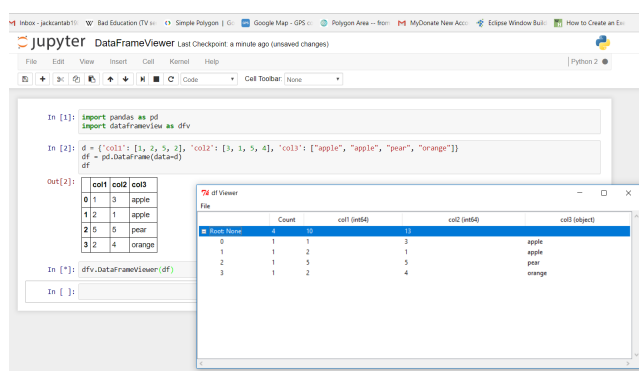 Inbox - jackcantab19 Bad Education (TV se Simple Polygon | G Google Map - GPS co Polygon Area — from MyDonate New Acco Eclipse Window Build How to Create an Exe
jupyter DataFrameViewer Last Checkpoint: a minute ago (unsaved changes)
File Edit View Insert Cell Kernel Help Python 2
Code Cell Toolbar: None
In [1]: import pandas as pd
import dataframeview as dfv
In [2]: d = {'col1': [1, 2, 5, 2], 'col2': [3, 1, 5, 4], 'col3': ["apple", "apple", "pear", "orange"]}
df = pd.DataFrame(data=d)
df
Out[2]:
col1 col2 col3
0 1 3 apple
1 2 1 apple
2 5 5 pear
3 2 4 orange
In [*]: dfv.DataFrameViewer(df)
In [ ]:
df Viewer
File
Count col1 (int64) col2 (int64) col3 (object)
Root: None 4 10 13
0 1 1 3 apple
1 1 2 1 apple
2 1 5 5 pear
3 1 2 4 orange